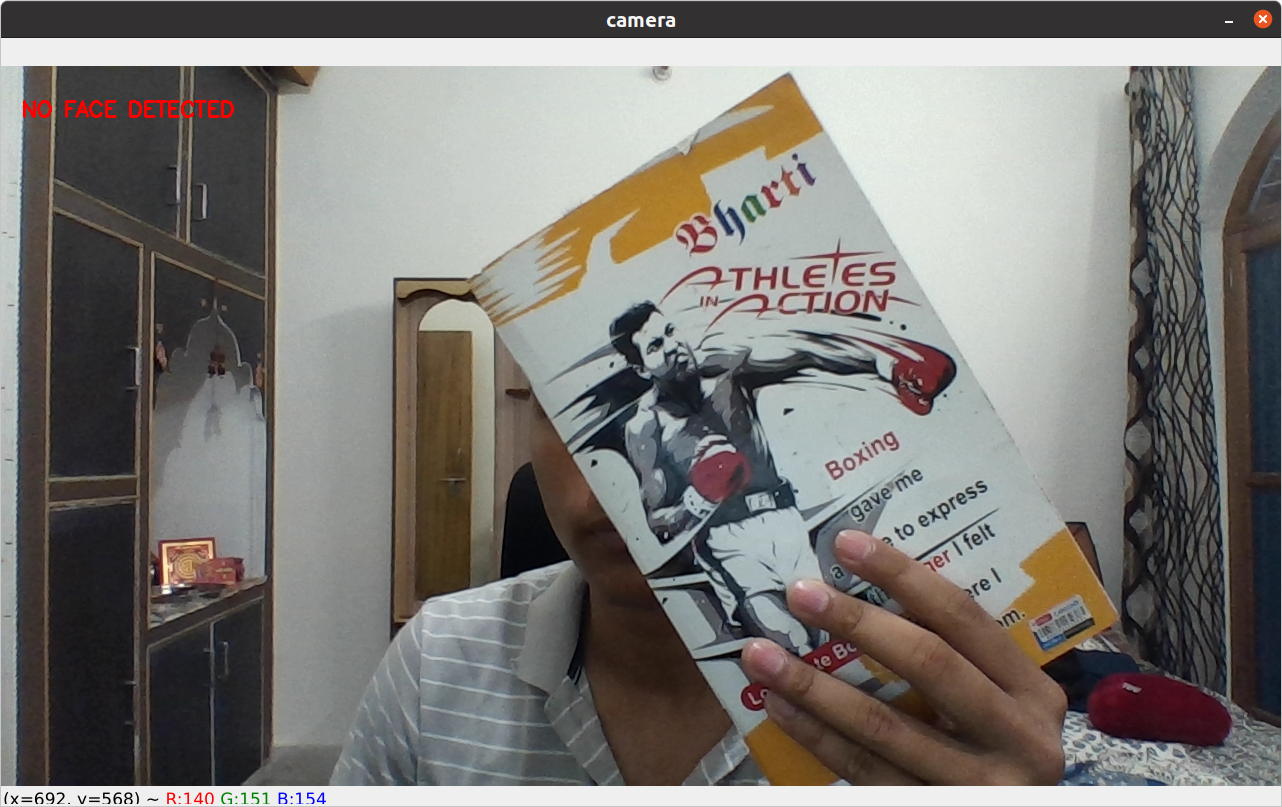 camera
NO FACE DETECTED
Bharti
ATHLETES
IN ACTION
Boxing
gave me
to express
I felt
(x=692, y=568) ~ R:140 G:151 B:154